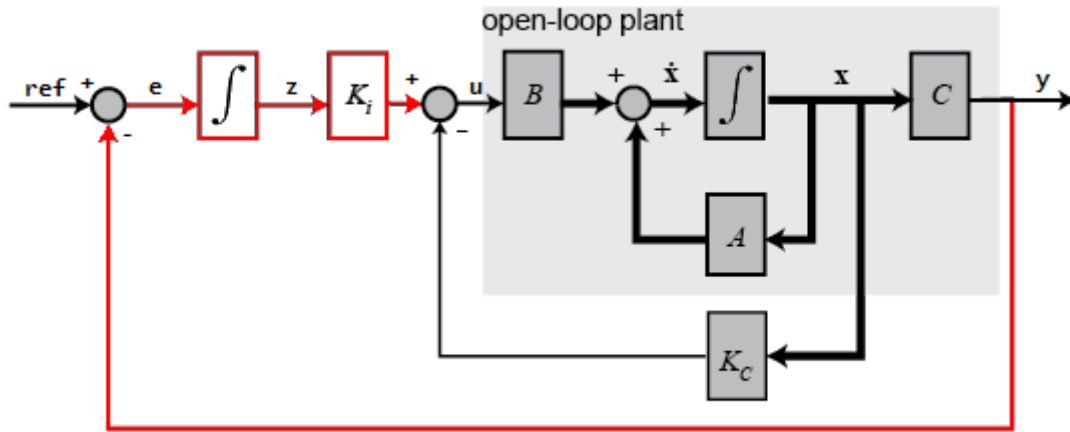 open-loop plant
ref + e ∫ z K_i + u B + ẋ ∫ x C y
- - +
A
K_C